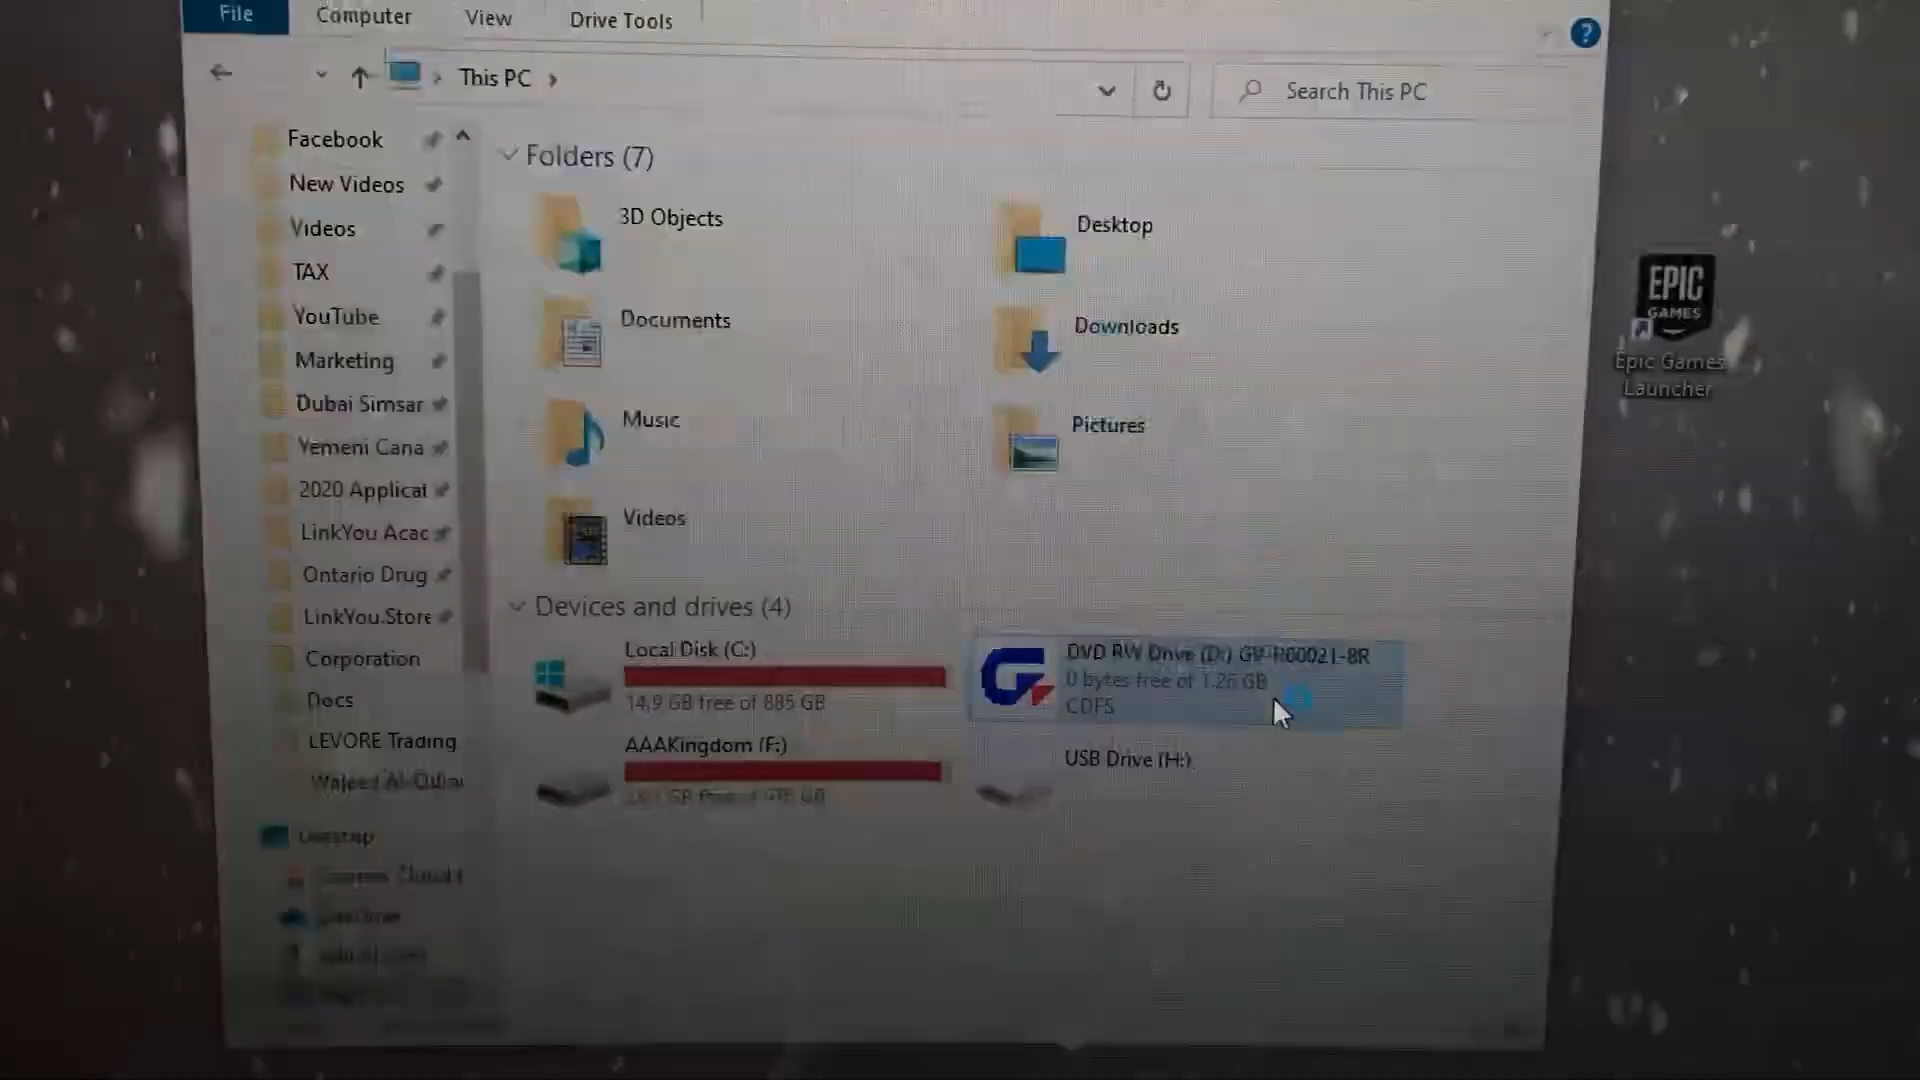 File Computer View Drive Tools
?
This PC
Search This PC
Facebook
New Videos
Videos
TAX
YouTube
Marketing
Dubai Simsar
Yemeni Cana
2020 Applicat
LinkYou Acac
Ontario Drug
LinkYou.Store
Corporation
Docs
LEVORE Trading
Folders (7)
3D Objects
Desktop
Documents
Downloads
Music
Pictures
Videos
Devices and drives (4)
Local Disk (C:)
14.9 GB free of 885 GB
DVD RW Drive (D:) GV-R00021-8R
0 bytes free of 1.26 GB
CDFS
AAAKingdom (F:)
USB Drive (H:)
EPIC
GAMES
Epic Games
Launcher